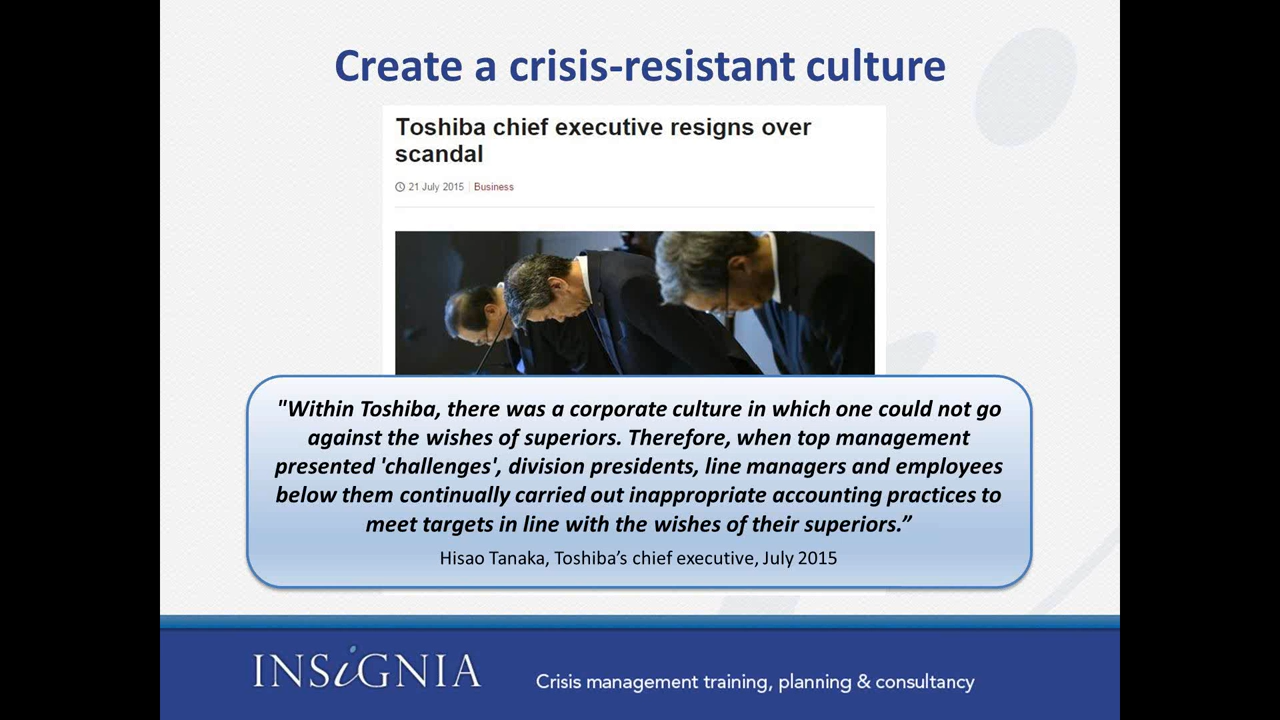 Create a crisis-resistant culture
Toshiba chief executive resigns over
scandal
21 July 2015 | Business
"Within Toshiba, there was a corporate culture in which one could not go
against the wishes of superiors. Therefore, when top management
presented 'challenges', division presidents, line managers and employees
below them continually carried out inappropriate accounting practices to
meet targets in line with the wishes of their superiors.”
Hisao Tanaka, Toshiba’s chief executive, July 2015
INSiGNIA
Crisis management training, planning & consultancy